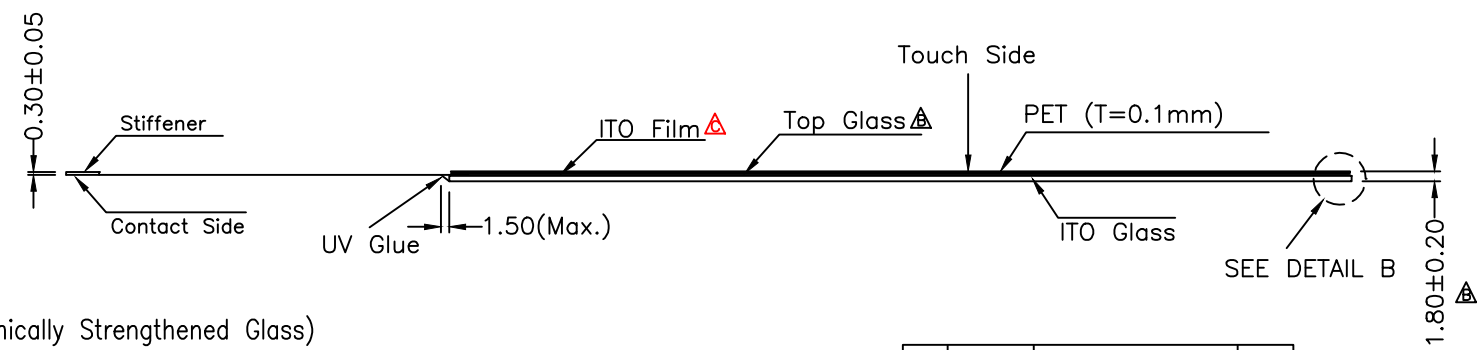 0.30±0.05
Stiffener
Contact Side
UV Glue
1.50(Max.)
ITO Film C
Top Glass B
Touch Side
PET (T=0.1mm)
ITO Glass
SEE DETAIL B
1.80±0.20 B
ically Strengthened Glass)